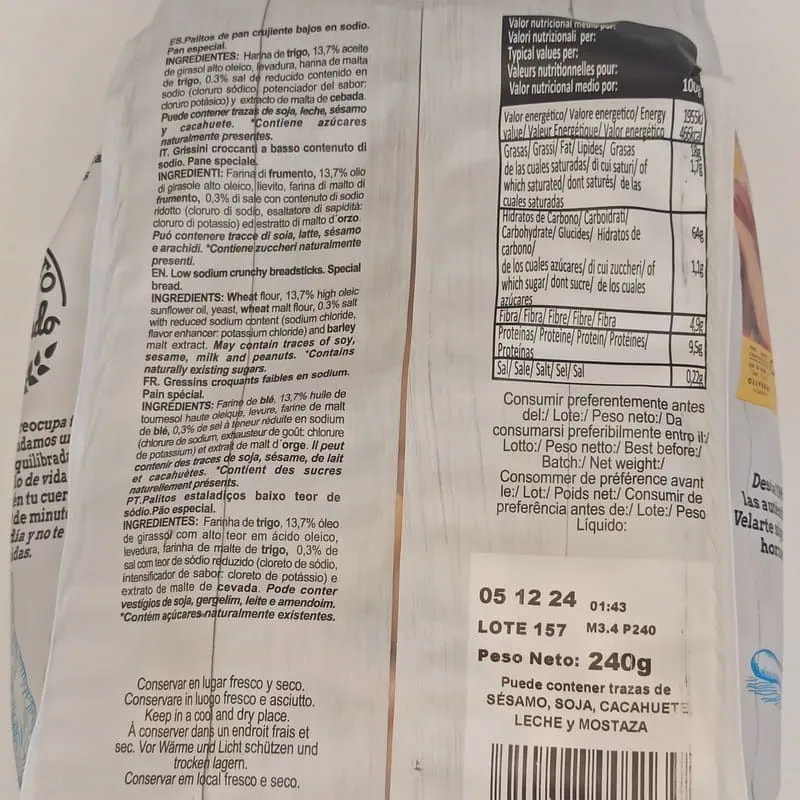 ES.Palitos de pan crujiente bajos en sodio.
Pan especial.
INGREDIENTES: Harina de trigo, 13,7% aceite
de girasol alto oleico, levadura, harina de malta
de trigo, 0.3% sal de reducido contenido en
sodio (cloruro sódico, potenciador del sabor:
cloruro potásico) y extracto de malta de cebada.
Puede contener trazas de soja, leche, sésamo
y cacahuete. *Contiene azúcares
naturalmente presentes.
IT. Grissini croccanti a basso contenuto di
sodio. Pane speciale.
INGREDIENTI: Farina di frumento, 13,7% olio
di girasole alto oleico, lievito, farina di malto di
frumento, 0,3% di sale con contenuto di sodio
ridotto (cloruro di sodio, esaltatore di sapidità:
cloruro di potassio) ed estratto di malto d'orzo.
Puó contenere tracce di soia, latte, sésamo
e arachidi. *Contiene zuccheri naturalmente
presenti.
EN. Low sodium crunchy breadsticks. Special
bread.
INGREDIENTS: Wheat flour, 13,7% high oleic
sunflower oil, yeast, wheat malt flour, 0.3% salt
with reduced sodium content (sodium chloride,
flavor enhancer: potassium chloride) and barley
malt extract. May contain traces of soy,
sesame, milk and peanuts. *Contains
naturally existing sugars.
FR. Gressins croquants faibles en sodium.
Pain spécial.
INGRÉDIENTS: Farine de blé, 13,7% huile de
tournesol haute oleique, levure, farine de malt
de blé, 0,3% de sel à teneur réduite en sodium
(chlorure de sodium, exhausteur de goût: chlorure
de potassium) et extrait de malt d'orge. Il peut
contenir des traces de soja, sésame, de lait
et cacahuètes. *Contient des sucres
naturellement présents.
PT.Palitos estaladiços baixo teor de
sódio.Pão especial.
INGREDIENTES: Farinha de trigo, 13,7% óleo
de girassol com alto teor em ácido oleico,
levedura, farinha de malte de trigo, 0,3% de
sal com teor de sódio reduzido (cloreto de sódio,
intensificador de sabor: cloreto de potássio) e
extrato de malte de cevada. Pode conter
vestígios de soja, gergelim, leite e amendoim.
*Contém açúcares naturalmente existentes.
Conservar en lugar fresco y seco.
Conservare in luogo fresco e asciutto.
Keep in a cool and dry place.
À conserver dans un endroit frais et
sec. Vor Wärme und Licht schützen und
trocken lagern.
Conservar em local fresco e seco.
Valor nutricional medio por:
Valori nutrizionali per:
Typical values per:
Valeurs nutritionnelles pour:
Valor nutricional medio por: 100g
Valor energético/ Valore energetico/ Energy 1955kJ
value/ Valeur Energétique/ Valor energético 466kcal
Grasas/ Grassi/ Fat/ Lipides/ Grasas 18g
de las cuales saturadas/ di cui saturi/ of 1,7g
which saturated/ dont saturés/ de las
cuales saturadas
Hidratos de Carbono/ Carboidrati/
Carbohydrate/ Glucides/ Hidratos de 64g
carbono/
de los cuales azúcares/ di cui zuccheri/ of 1,1g
which sugar/ dont sucre/ de los cuales
azúcares
Fibra/ Fibra/ Fibre/ Fibre/ Fibra 4,9g
Proteínas/ Proteine/ Protein/ Protéines/ 9,5g
Proteínas
Sal/ Sale/ Salt/ Sel/ Sal 0,22g
Consumir preferentemente antes
del:/ Lote:/ Peso neto:/ Da
consumarsi preferibilmente entro il:/
Lotto:/ Peso netto:/ Best before:/
Batch:/ Net weight:/
Consommer de préférence avant
le:/ Lot:/ Poids net:/ Consumir de
preferência antes de:/ Lote:/ Peso
Líquido:
05 12 24 01:43
LOTE 157 M3.4 P240
Peso Neto: 240g
Puede contener trazas de
SÉSAMO, SOJA, CACAHUETE
LECHE y MOSTAZA
de vida
en tu
de
día y no te
las
Velarte